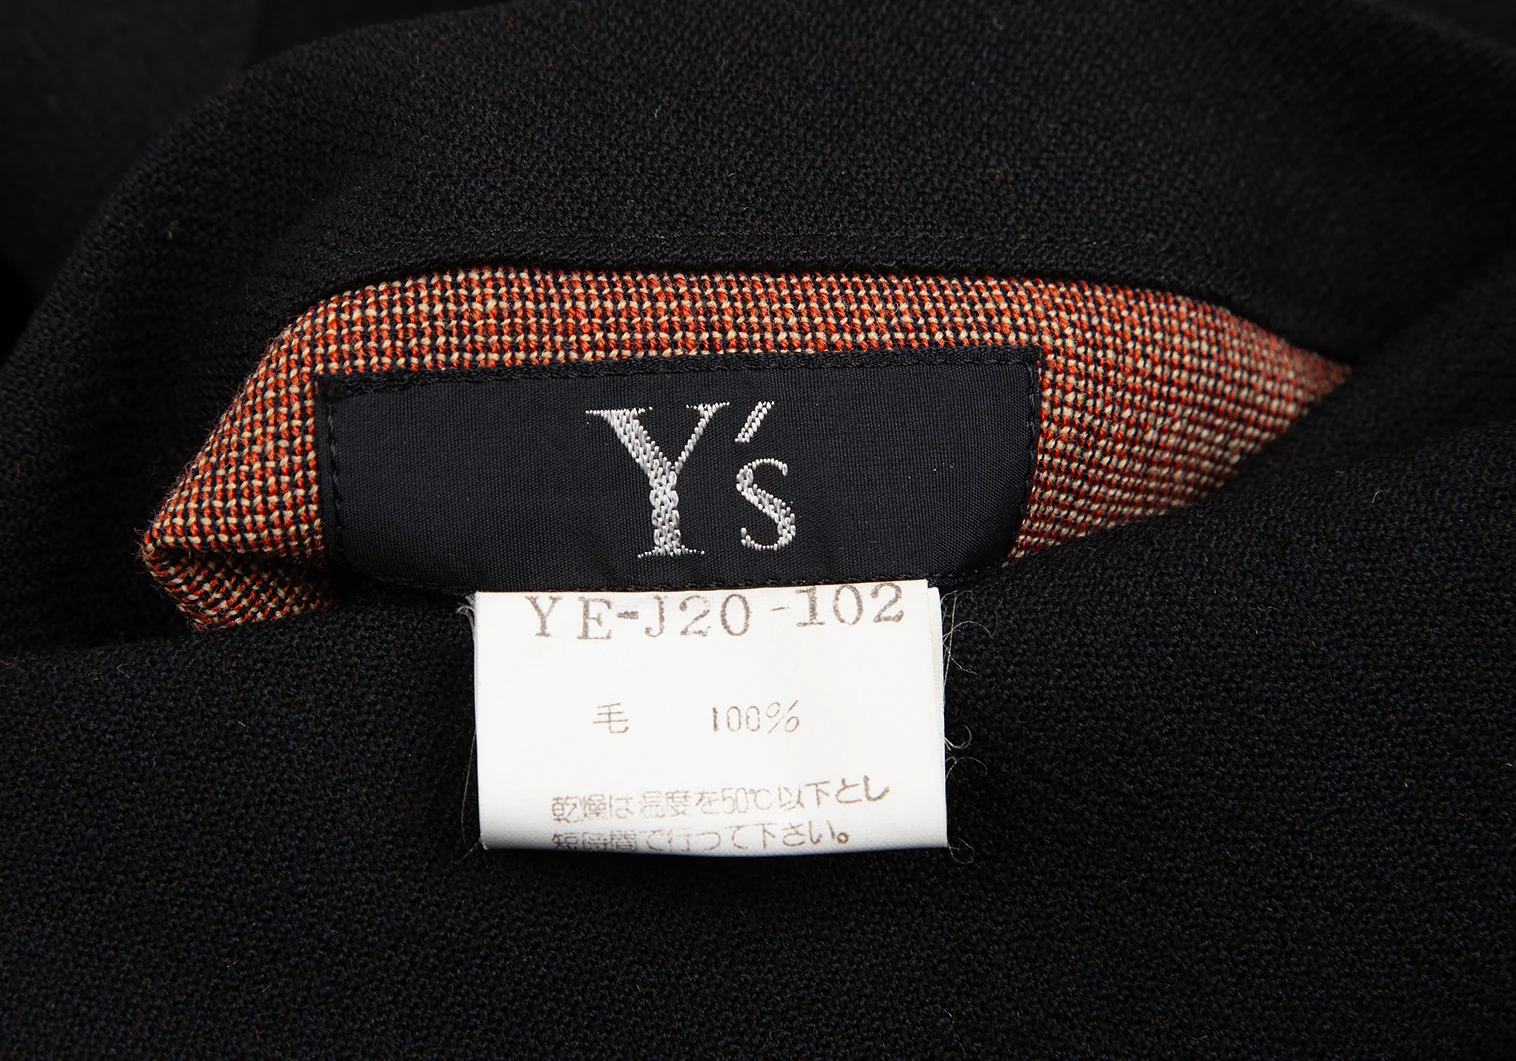 Y's
YE-J20-102
毛 100%
乾燥は温度を50℃以下とし
短時間で行って下さい。